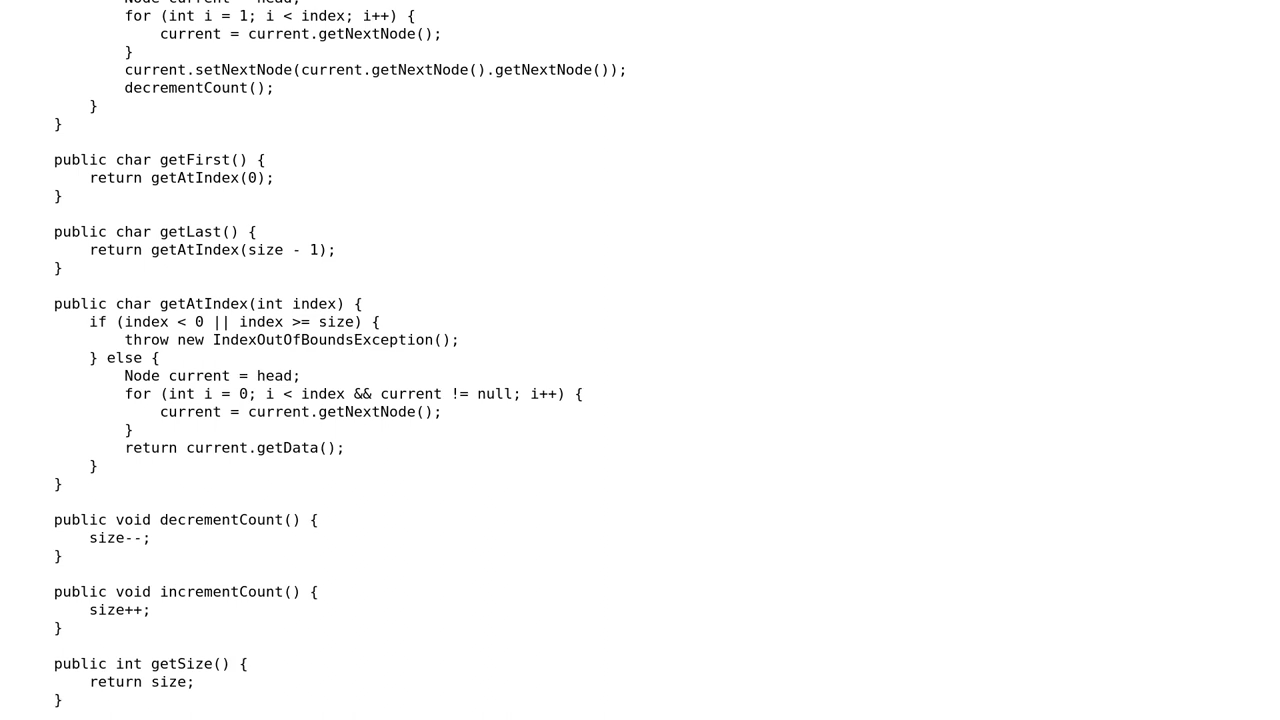 Node current = head;
for (int i = 1; i < index; i++) {
current = current.getNextNode();
}
current.setNextNode(current.getNextNode().getNextNode());
decrementCount();
}
}
public char getFirst() {
return getAtIndex(0);
}
public char getLast() {
return getAtIndex(size - 1);
}
public char getAtIndex(int index) {
if (index < 0 || index >= size) {
throw new IndexOutOfBoundsException();
} else {
Node current = head;
for (int i = 0; i < index && current != null; i++) {
current = current.getNextNode();
}
return current.getData();
}
}
public void decrementCount() {
size--;
}
public void incrementCount() {
size++;
}
public int getSize() {
return size;
}